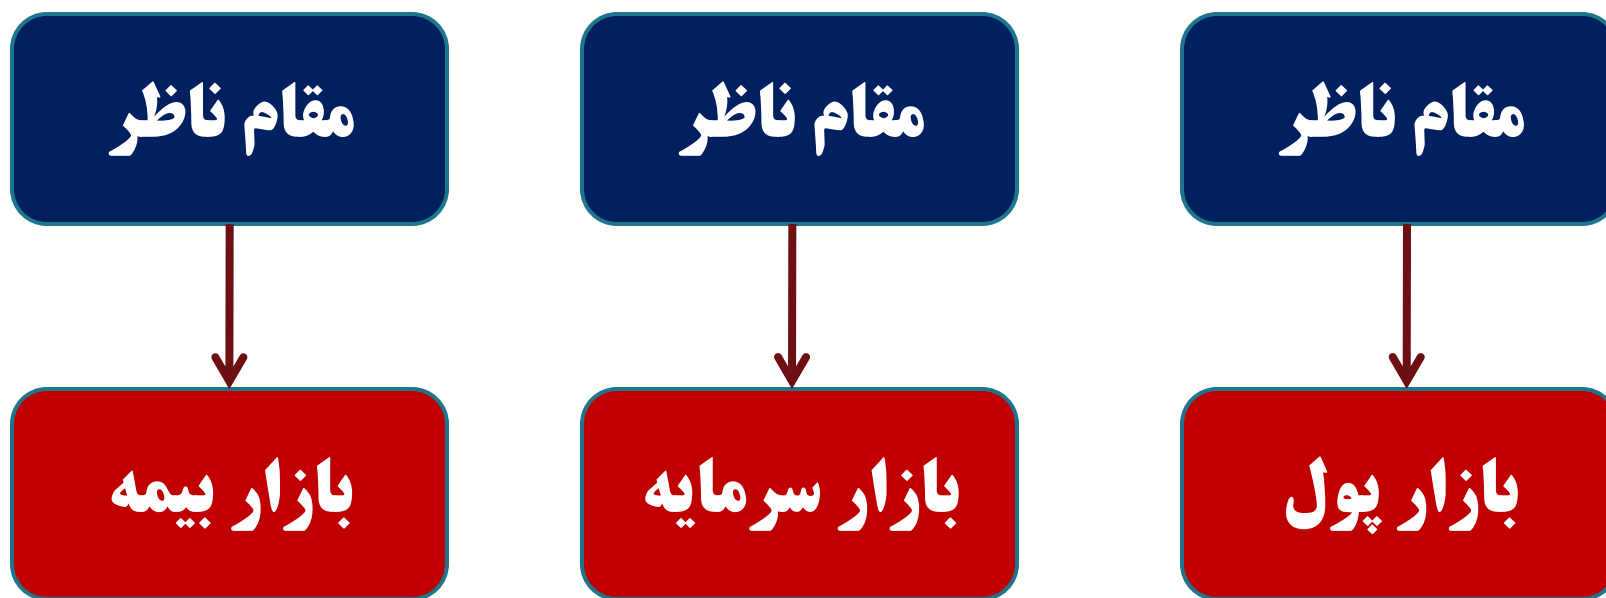 مقام ناظر
مقام ناظر
مقام ناظر
بازار پول
بازار سرمایه
بازار بیمه